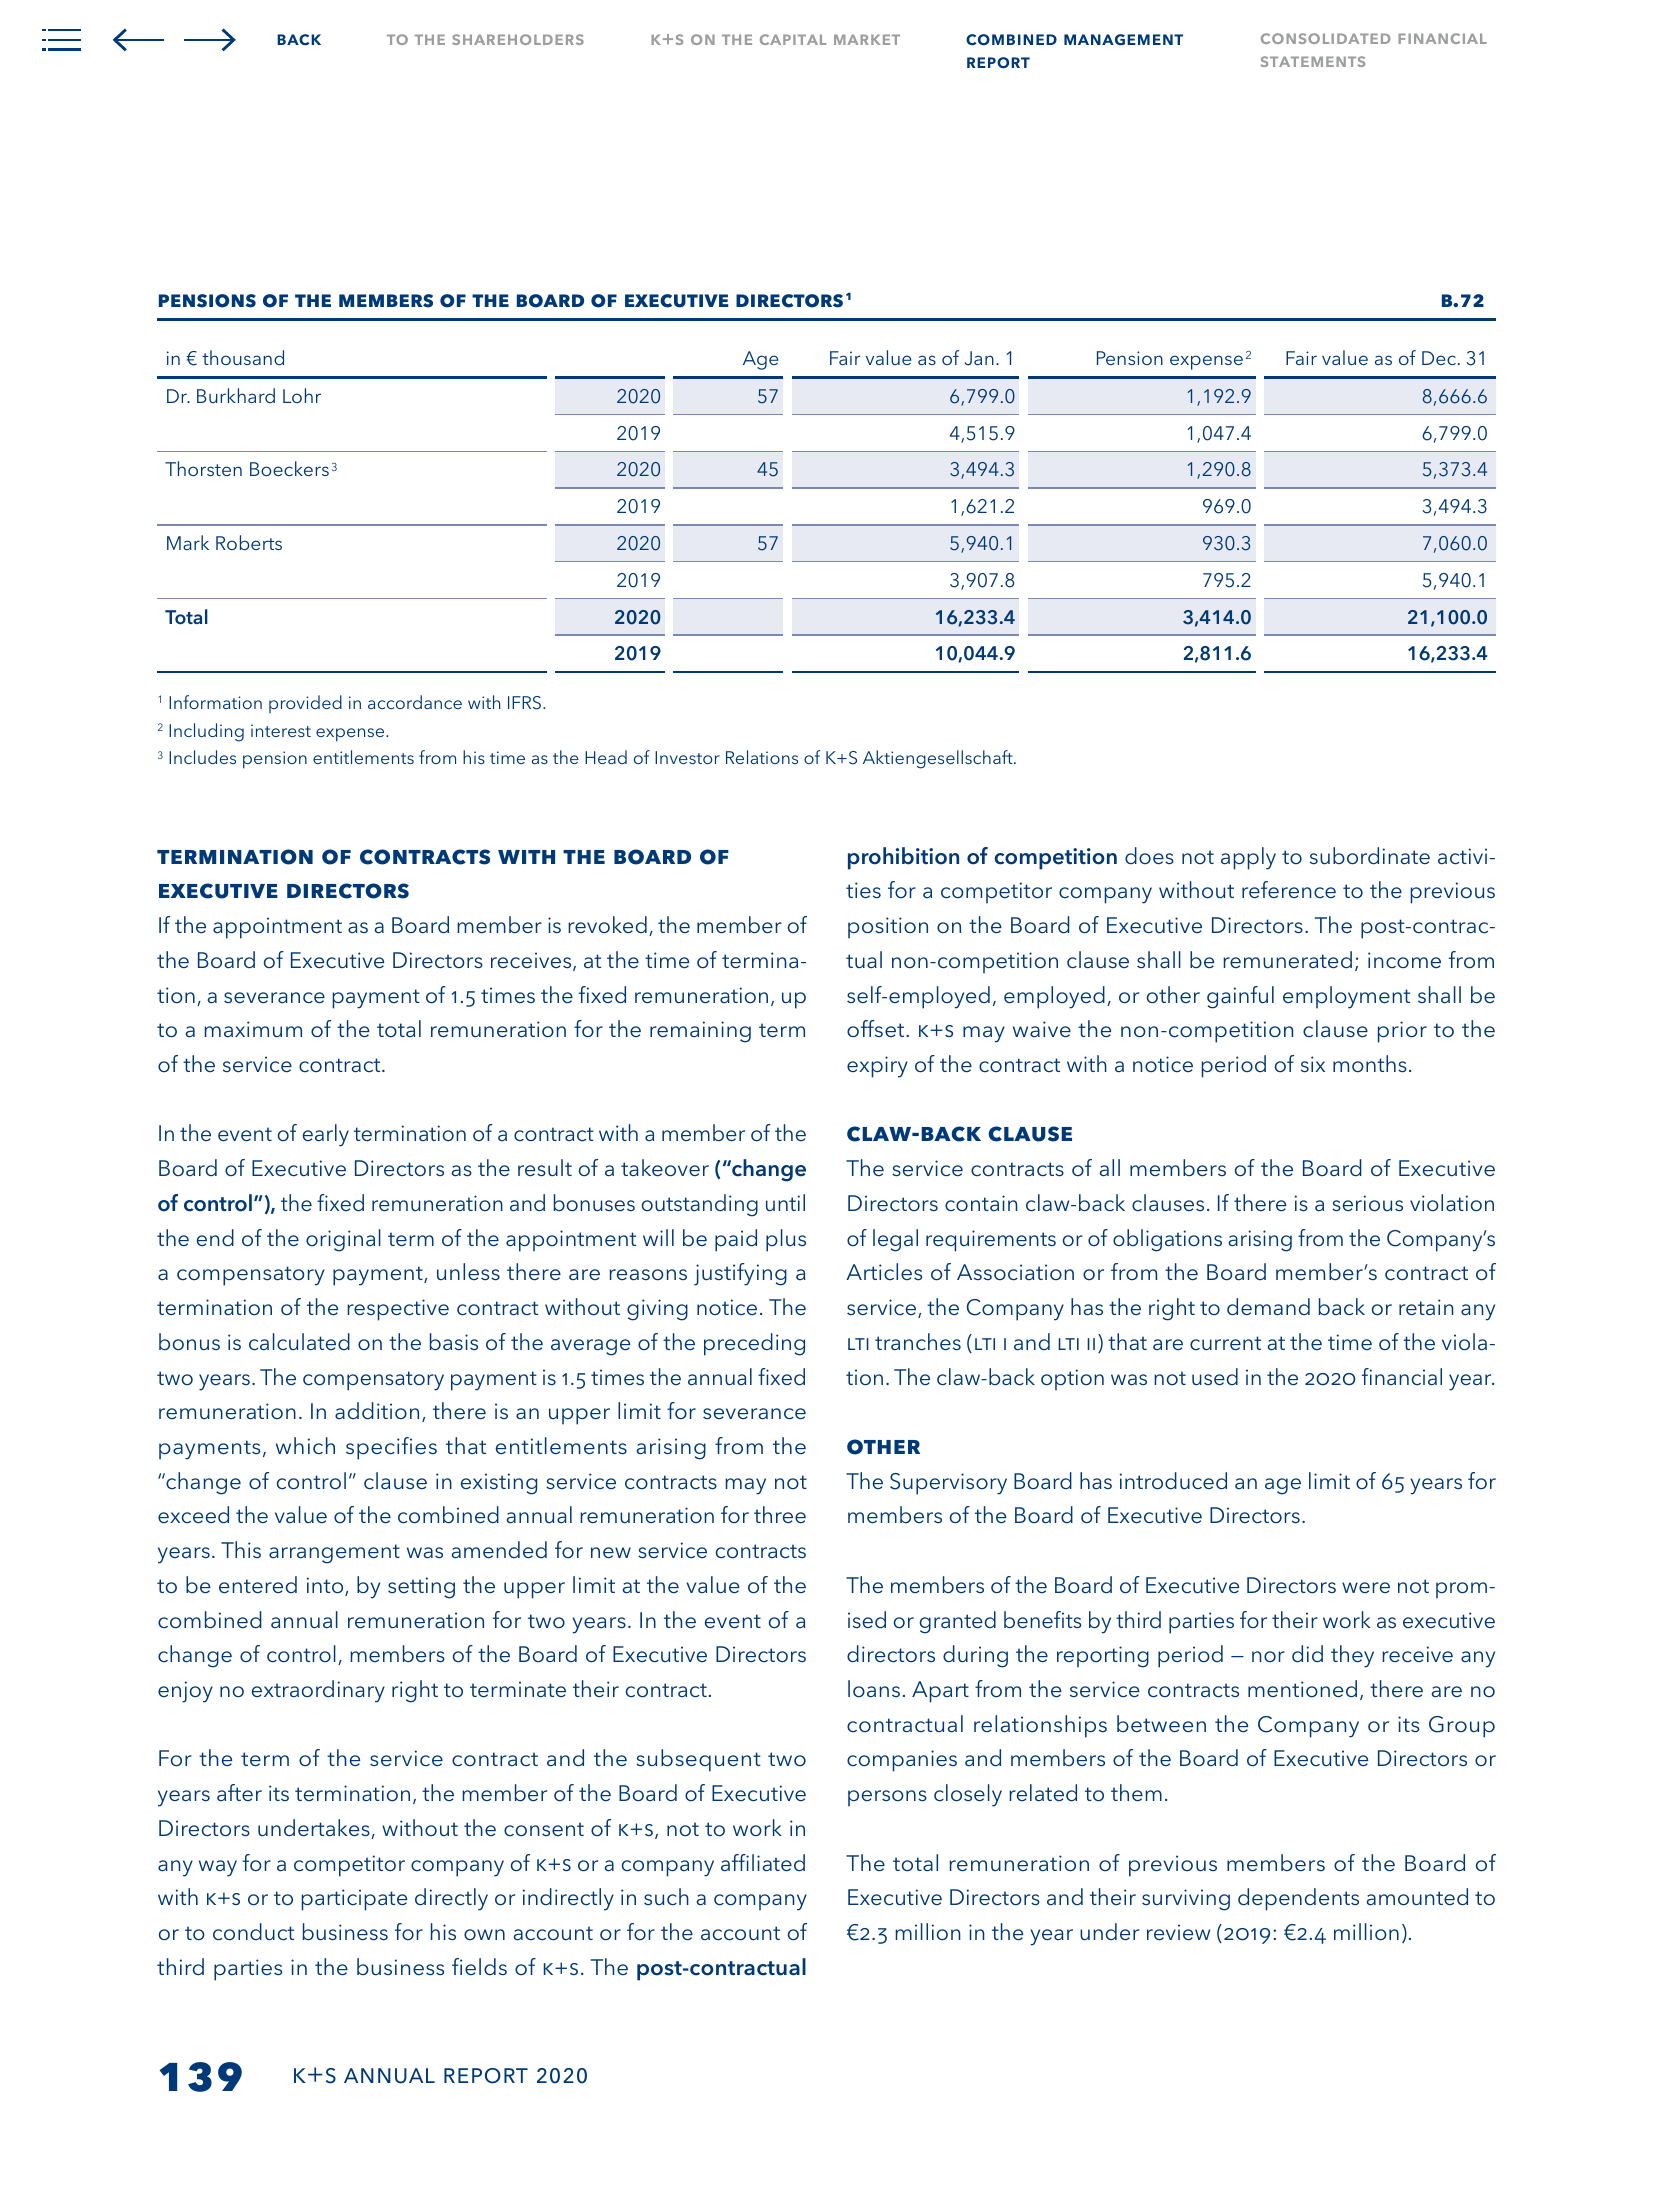 BACK
TO THE SHAREHOLDERS
K+S ON THE CAPITAL MARKET
COMBINED MANAGEMENT
REPORT
CONSOLIDATED FINANCIAL
STATEMENTS
PENSIONS OF THE MEMBERS OF THE BOARD OF EXECUTIVE DIRECTORS¹ B.72
in € thousand Age Fair value as of Jan. 1 Pension expense² Fair value as of Dec. 31
Dr. Burkhard Lohr 2020 57 6,799.0 1,192.9 8,666.6
2019 4,515.9 1,047.4 6,799.0
Thorsten Boeckers³ 2020 45 3,494.3 1,290.8 5,373.4
2019 1,621.2 969.0 3,494.3
Mark Roberts 2020 57 5,940.1 930.3 7,060.0
2019 3,907.8 795.2 5,940.1
Total 2020 16,233.4 3,414.0 21,100.0
2019 10,044.9 2,811.6 16,233.4
¹ Information provided in accordance with IFRS.
² Including interest expense.
³ Includes pension entitlements from his time as the Head of Investor Relations of K+S Aktiengesellschaft.
TERMINATION OF CONTRACTS WITH THE BOARD OF
EXECUTIVE DIRECTORS
If the appointment as a Board member is revoked, the member of
the Board of Executive Directors receives, at the time of termina-
tion, a severance payment of 1.5 times the fixed remuneration, up
to a maximum of the total remuneration for the remaining term
of the service contract.
In the event of early termination of a contract with a member of the
Board of Executive Directors as the result of a takeover (“change
of control”), the fixed remuneration and bonuses outstanding until
the end of the original term of the appointment will be paid plus
a compensatory payment, unless there are reasons justifying a
termination of the respective contract without giving notice. The
bonus is calculated on the basis of the average of the preceding
two years. The compensatory payment is 1.5 times the annual fixed
remuneration. In addition, there is an upper limit for severance
payments, which specifies that entitlements arising from the
“change of control” clause in existing service contracts may not
exceed the value of the combined annual remuneration for three
years. This arrangement was amended for new service contracts
to be entered into, by setting the upper limit at the value of the
combined annual remuneration for two years. In the event of a
change of control, members of the Board of Executive Directors
enjoy no extraordinary right to terminate their contract.
For the term of the service contract and the subsequent two
years after its termination, the member of the Board of Executive
Directors undertakes, without the consent of K+S, not to work in
any way for a competitor company of K+S or a company affiliated
with K+S or to participate directly or indirectly in such a company
or to conduct business for his own account or for the account of
third parties in the business fields of K+S. The post-contractual
prohibition of competition does not apply to subordinate activi-
ties for a competitor company without reference to the previous
position on the Board of Executive Directors. The post-contrac-
tual non-competition clause shall be remunerated; income from
self-employed, employed, or other gainful employment shall be
offset. K+S may waive the non-competition clause prior to the
expiry of the contract with a notice period of six months.
CLAW-BACK CLAUSE
The service contracts of all members of the Board of Executive
Directors contain claw-back clauses. If there is a serious violation
of legal requirements or of obligations arising from the Company’s
Articles of Association or from the Board member’s contract of
service, the Company has the right to demand back or retain any
LTI tranches (LTI I and LTI II) that are current at the time of the viola-
tion. The claw-back option was not used in the 2020 financial year.
OTHER
The Supervisory Board has introduced an age limit of 65 years for
members of the Board of Executive Directors.
The members of the Board of Executive Directors were not prom-
ised or granted benefits by third parties for their work as executive
directors during the reporting period – nor did they receive any
loans. Apart from the service contracts mentioned, there are no
contractual relationships between the Company or its Group
companies and members of the Board of Executive Directors or
persons closely related to them.
The total remuneration of previous members of the Board of
Executive Directors and their surviving dependents amounted to
€2.3 million in the year under review (2019: €2.4 million).
139 K+S ANNUAL REPORT 2020